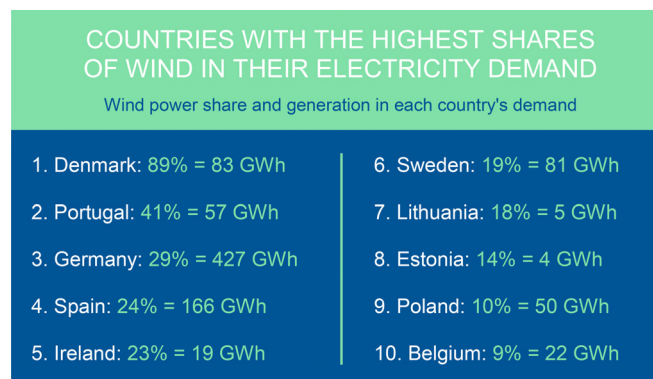 COUNTRIES WITH THE HIGHEST SHARES
OF WIND IN THEIR ELECTRICITY DEMAND
Wind power share and generation in each country's demand
1. Denmark: 89% = 83 GWh
2. Portugal: 41% = 57 GWh
3. Germany: 29% = 427 GWh
4. Spain: 24% = 166 GWh
5. Ireland: 23% = 19 GWh
6. Sweden: 19% = 81 GWh
7. Lithuania: 18% = 5 GWh
8. Estonia: 14% = 4 GWh
9. Poland: 10% = 50 GWh
10. Belgium: 9% = 22 GWh